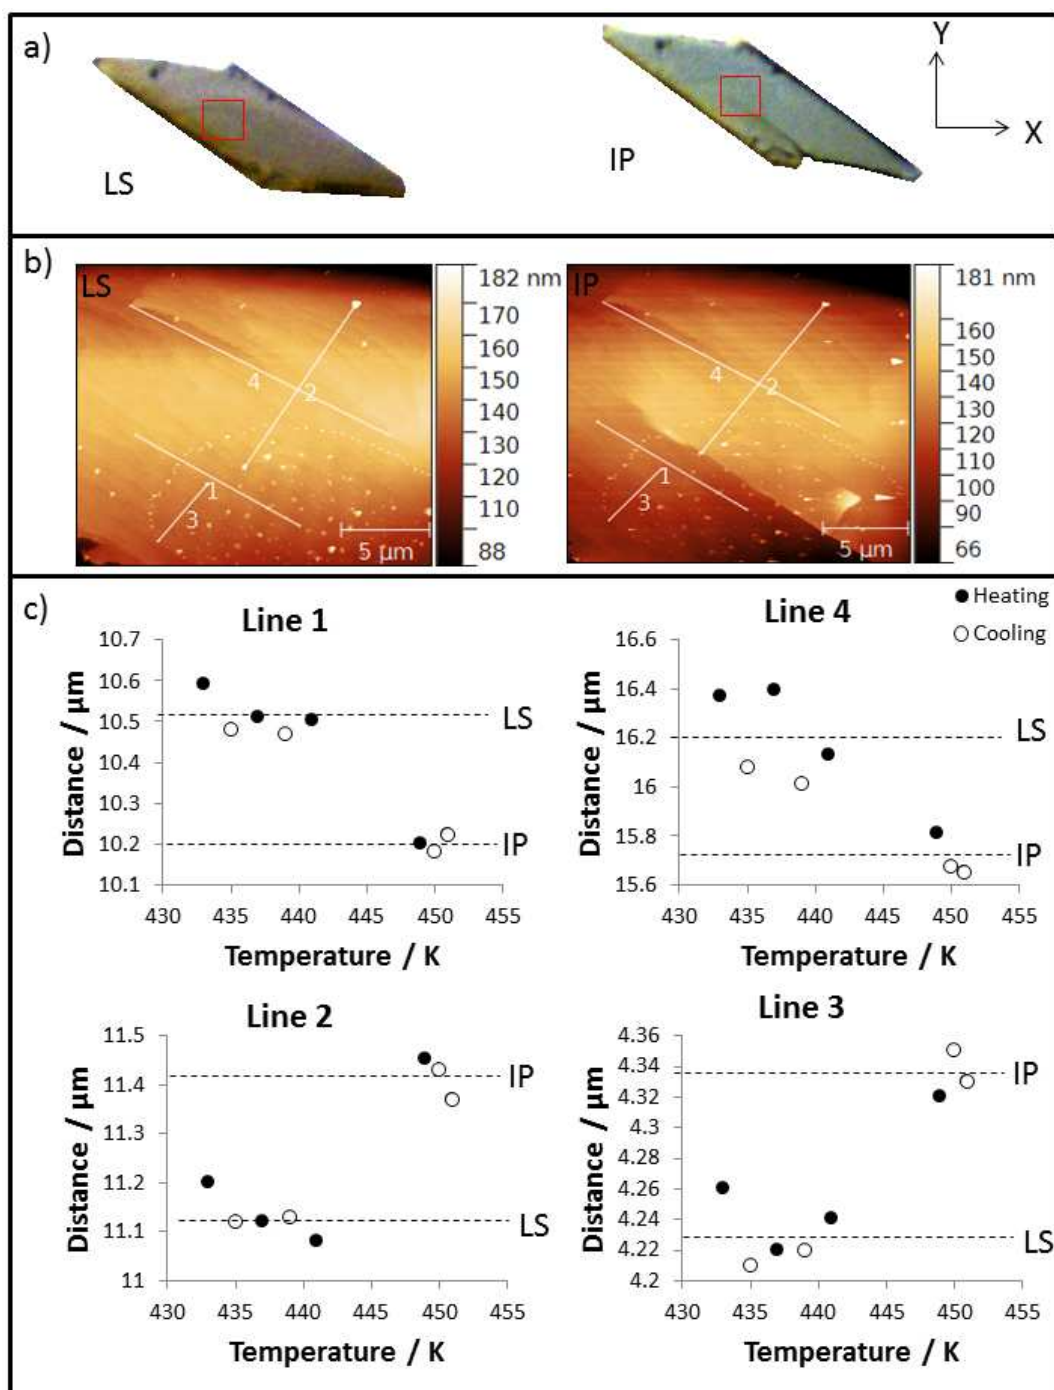 a)
LS
IP
Y
X
b)
LS
4
2
1
3
5 µm
182 nm
170
160
150
140
130
120
110
88
IP
4
2
1
3
5 µm
181 nm
160
150
140
130
120
110
100
90
66
c)
Heating
Cooling
Line 1
Distance / µm
10.7
10.6
10.5
10.4
10.3
10.2
10.1
LS
IP
430 435 440 445 450 455
Temperature / K
Line 4
Distance / µm
16.6
16.4
16.2
16
15.8
15.6
LS
IP
430 435 440 445 450 455
Temperature / K
Line 2
Distance / µm
11.5
11.4
11.3
11.2
11.1
11
IP
LS
430 435 440 445 450 455
Temperature / K
Line 3
Distance / µm
4.36
4.34
4.32
4.3
4.28
4.26
4.24
4.22
4.2
IP
LS
430 435 440 445 450 455
Temperature / K